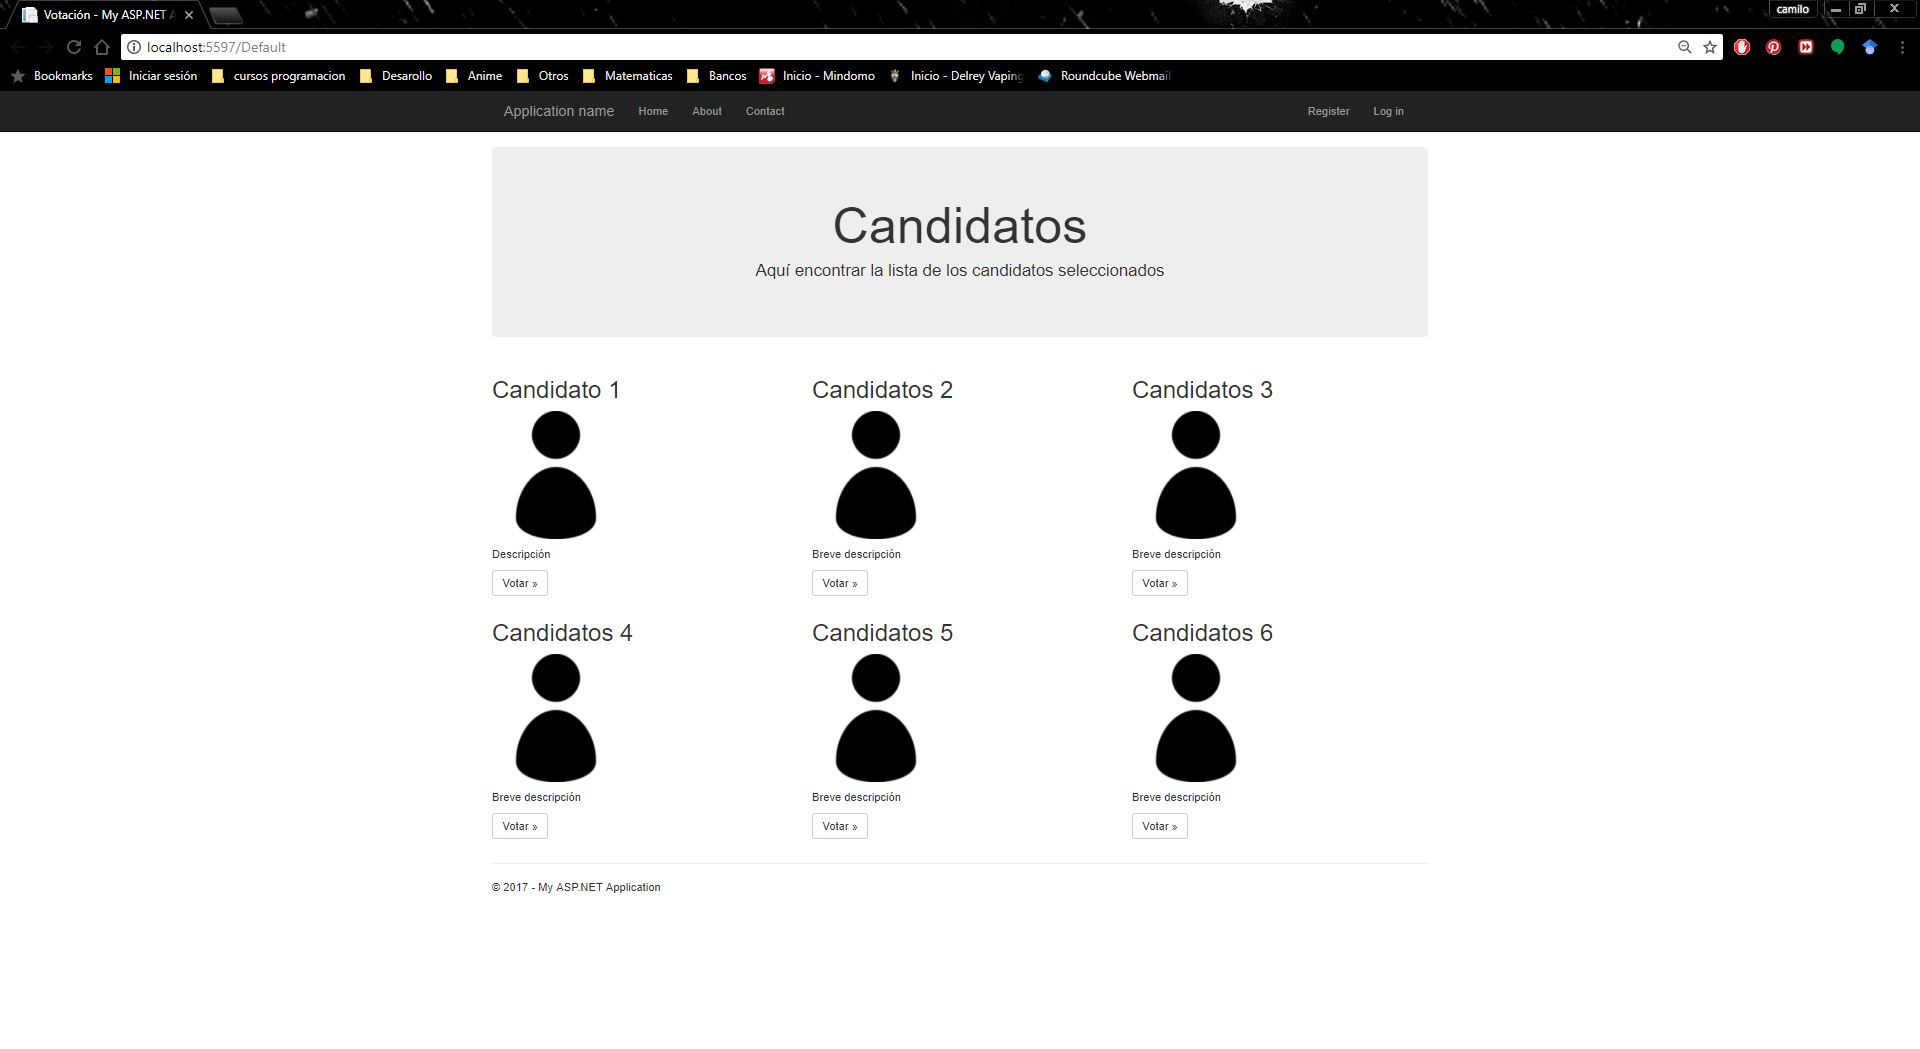 Votación - My ASP.NET A
camilo
localhost:5597/Default
Bookmarks Iniciar sesión cursos programacion Desarollo Anime Otros Matematicas Bancos Inicio - Mindomo Inicio - Delrey Vaping Roundcube Webmail
Application name Home About Contact Register Log in
Candidatos
Aquí encontrar la lista de los candidatos seleccionados
Candidato 1 Candidatos 2 Candidatos 3
Descripción Breve descripción Breve descripción
Votar » Votar » Votar »
Candidatos 4 Candidatos 5 Candidatos 6
Breve descripción Breve descripción Breve descripción
Votar » Votar » Votar »
© 2017 - My ASP.NET Application